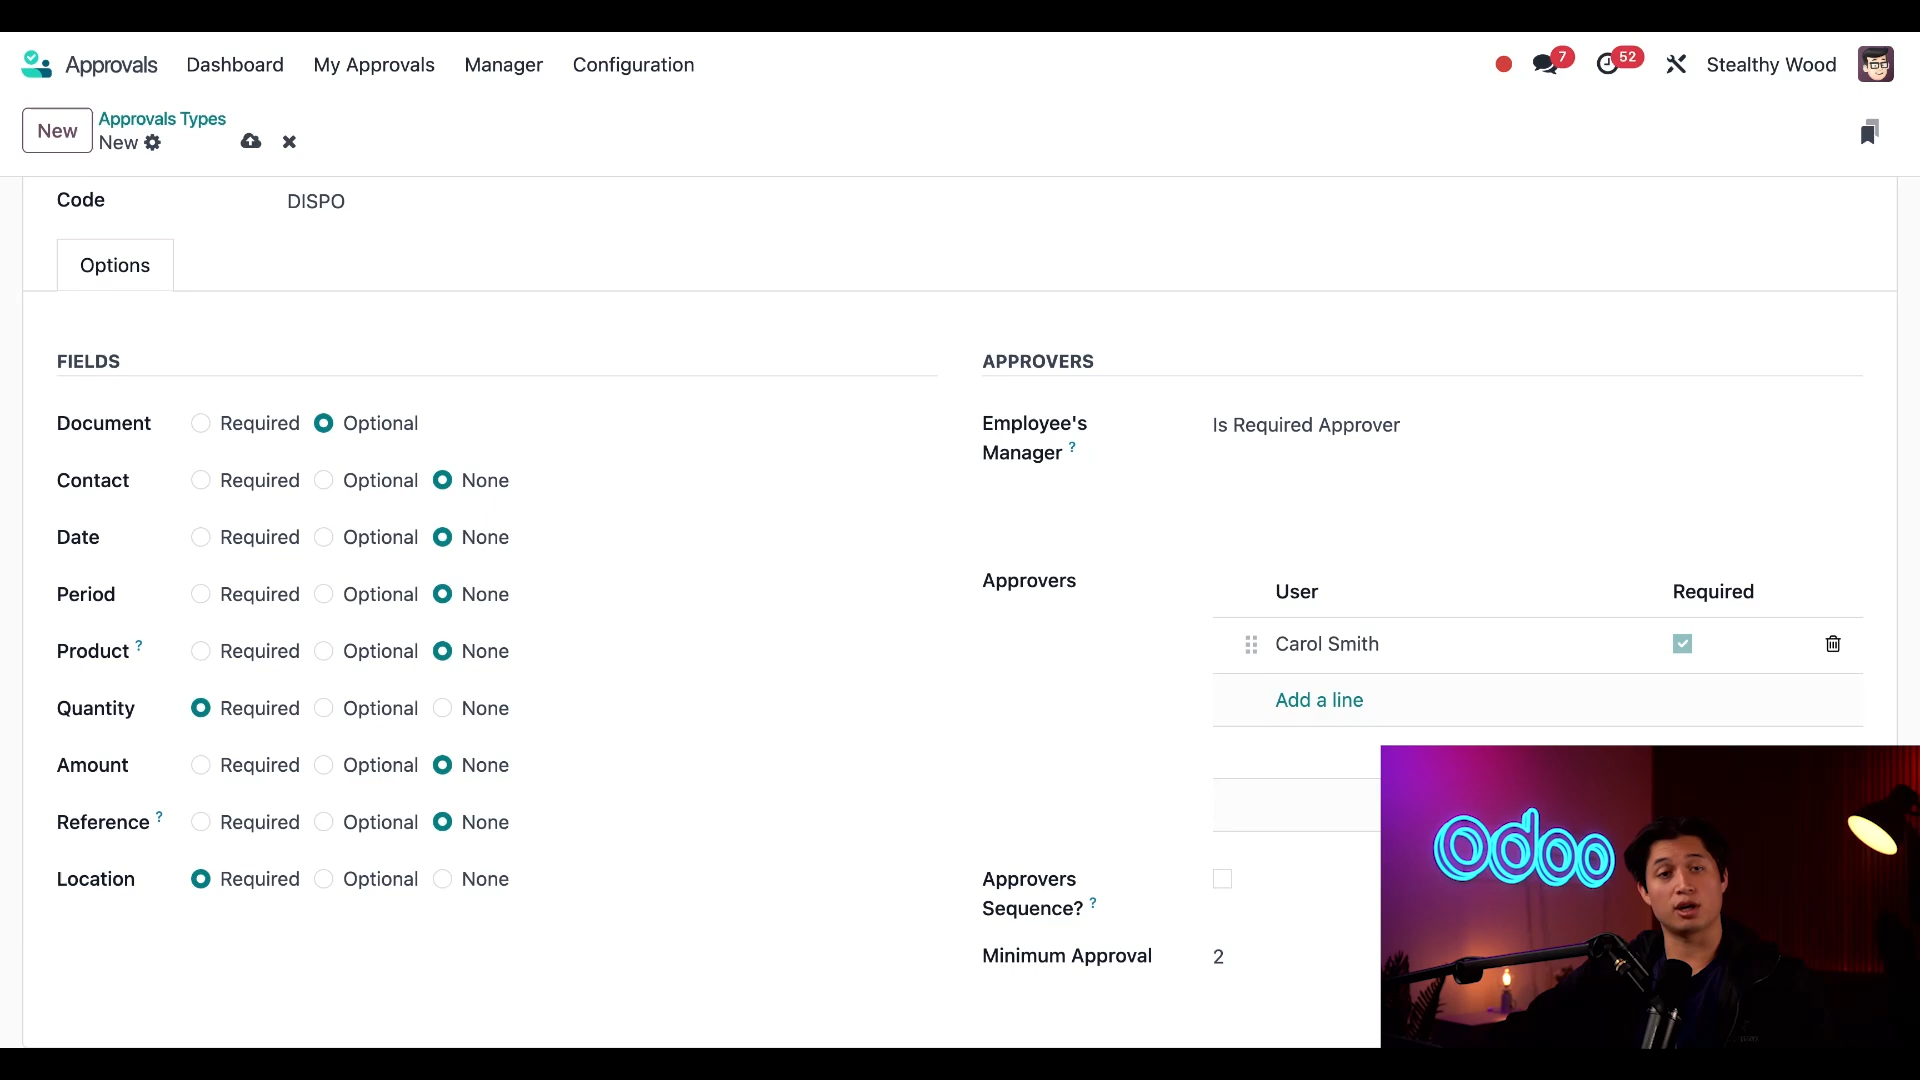 Approvals Dashboard My Approvals Manager Configuration 7 52 Stealthy Wood
New Approvals Types
New
Code DISPO
Options
FIELDS
Document Required Optional
Contact Required Optional None
Date Required Optional None
Period Required Optional None
Product ? Required Optional None
Quantity Required Optional None
Amount Required Optional None
Reference ? Required Optional None
Location Required Optional None
APPROVERS
Employee's
Manager ? Is Required Approver
Approvers User Required
Carol Smith
Add a line
Approvers
Sequence? ?
Minimum Approval 2
odoo